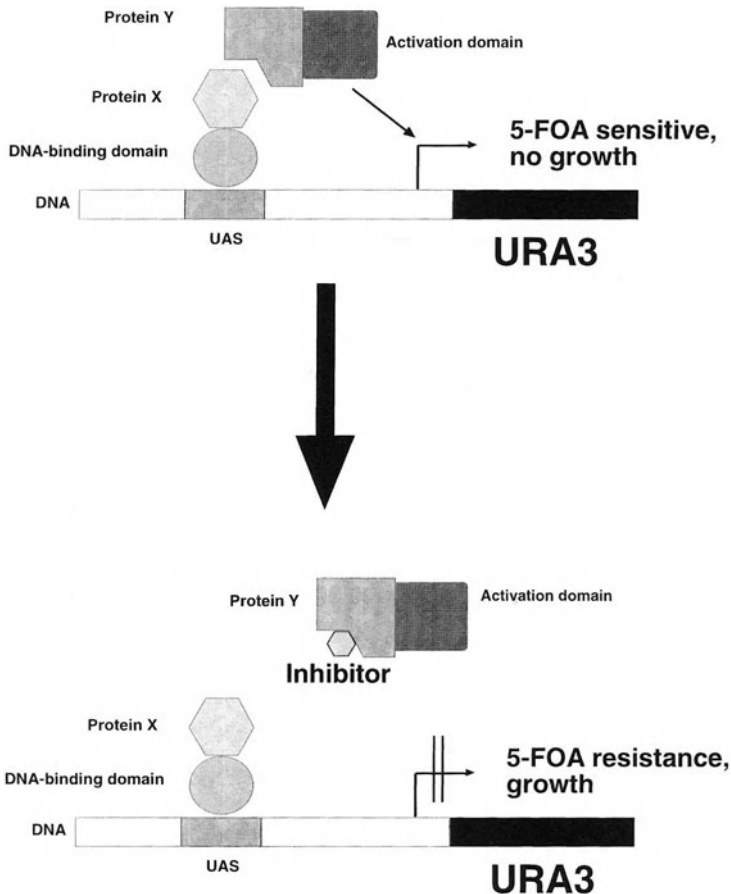 Protein Y
Activation domain
Protein X
5-FOA sensitive,
no growth
DNA-binding domain
DNA
UAS
URA3
Protein Y
Activation domain
Inhibitor
Protein X
5-FOA resistance,
growth
DNA-binding domain
DNA
UAS
URA3